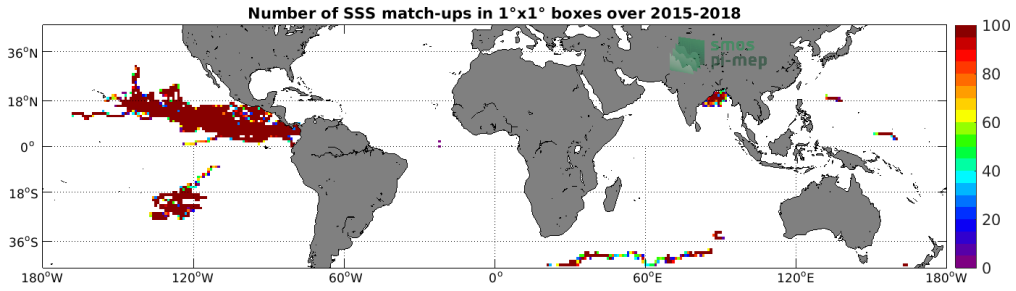 Number of SSS match-ups in 1°x1° boxes over 2015-2018
smos
pi-mep
36°N
18°N
0°
18°S
36°S
180°W
120°W
60°W
0°
60°E
120°E
180°W
100
80
60
40
20
0